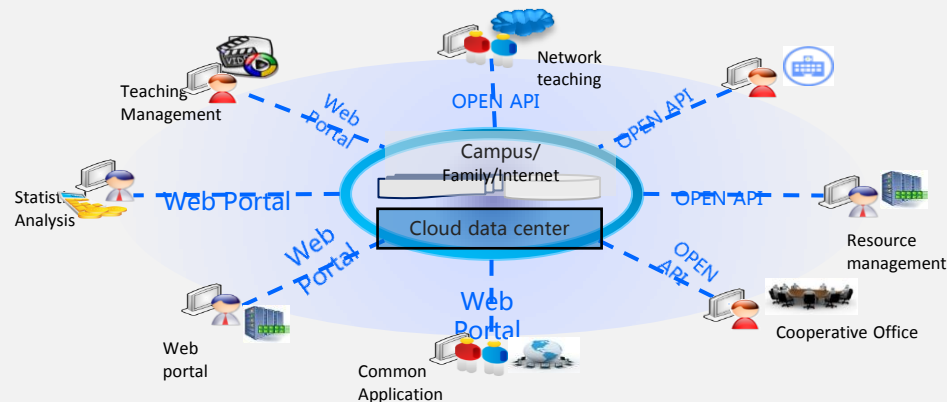 Network
teaching
Teaching
Management
Web
Portal
OPEN API
OPEN API
Campus/
Family/Internet
Statistic
Analysis
Web Portal
OPEN API
Cloud data center
Resource
management
Web
Portal
OPEN
API
Web
Portal
Cooperative Office
Web
portal
Common
Application